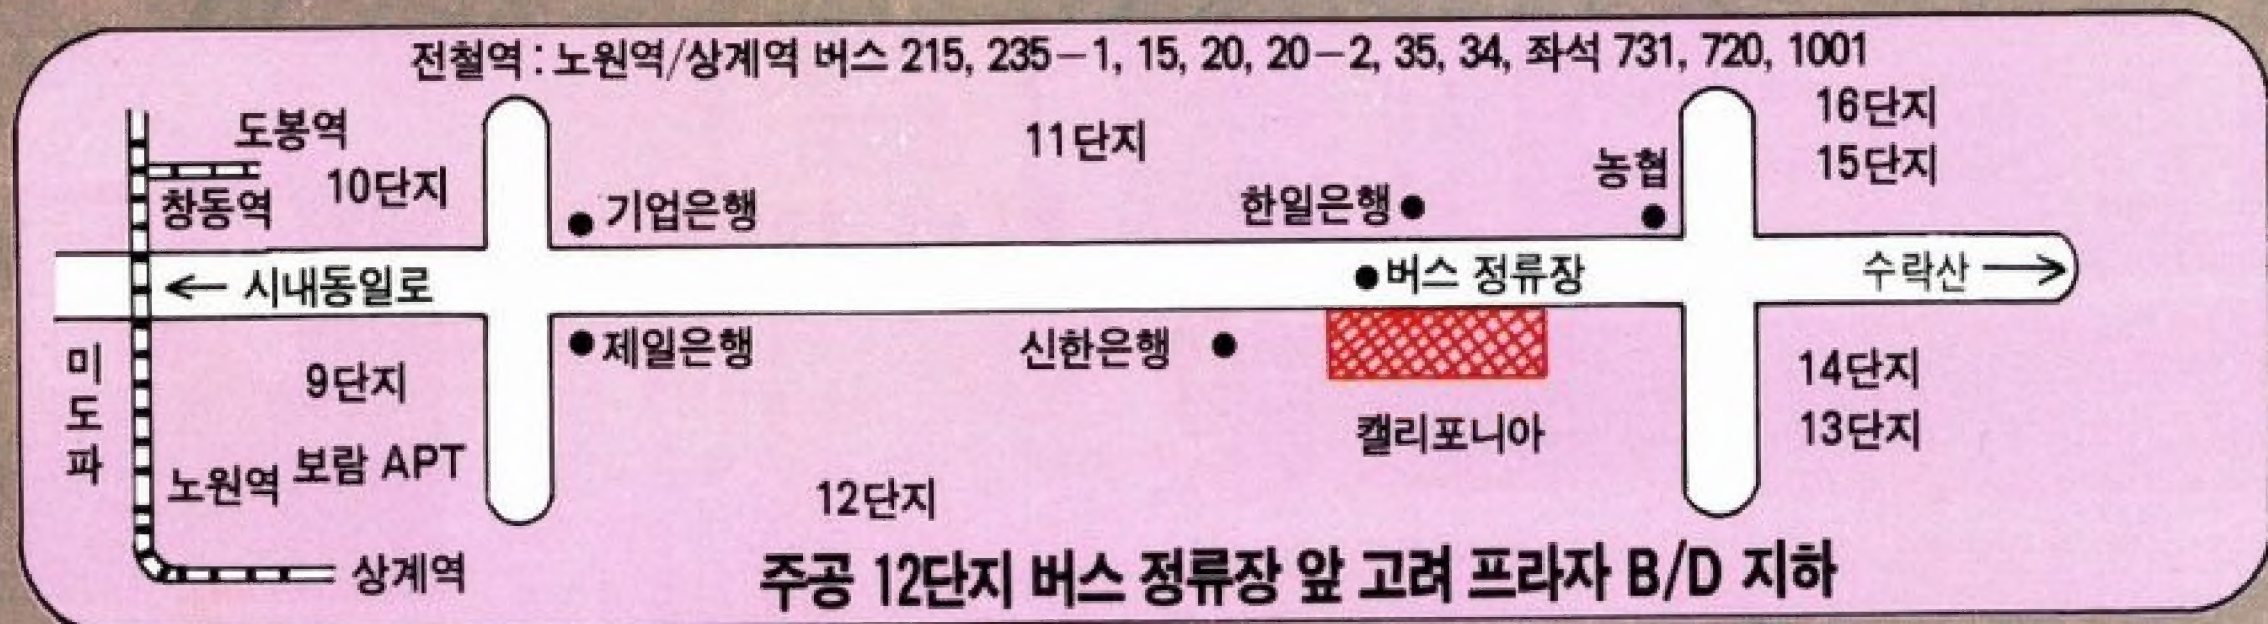 전철역 : 노원역/상계역 버스 215, 235-1, 15, 20, 20-2, 35, 34, 좌석 731, 720, 1001
도봉역
창동역
10단지
11단지
16단지
15단지
농협
기업은행
한일은행
← 시내동일로
버스 정류장
수락산 →
미도파
제일은행
신한은행
9단지
보람 APT
노원역
캘리포니아
14단지
13단지
12단지
상계역
주공 12단지 버스 정류장 앞 고려 프라자 B/D 지하